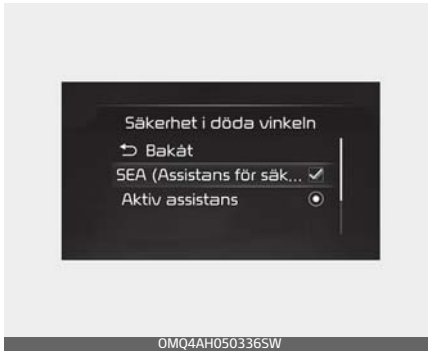 Säkerhet i döda vinkeln
Bakåt
SEA (Assistans för säk...
Aktiv assistans
OMQ4AH050336SW